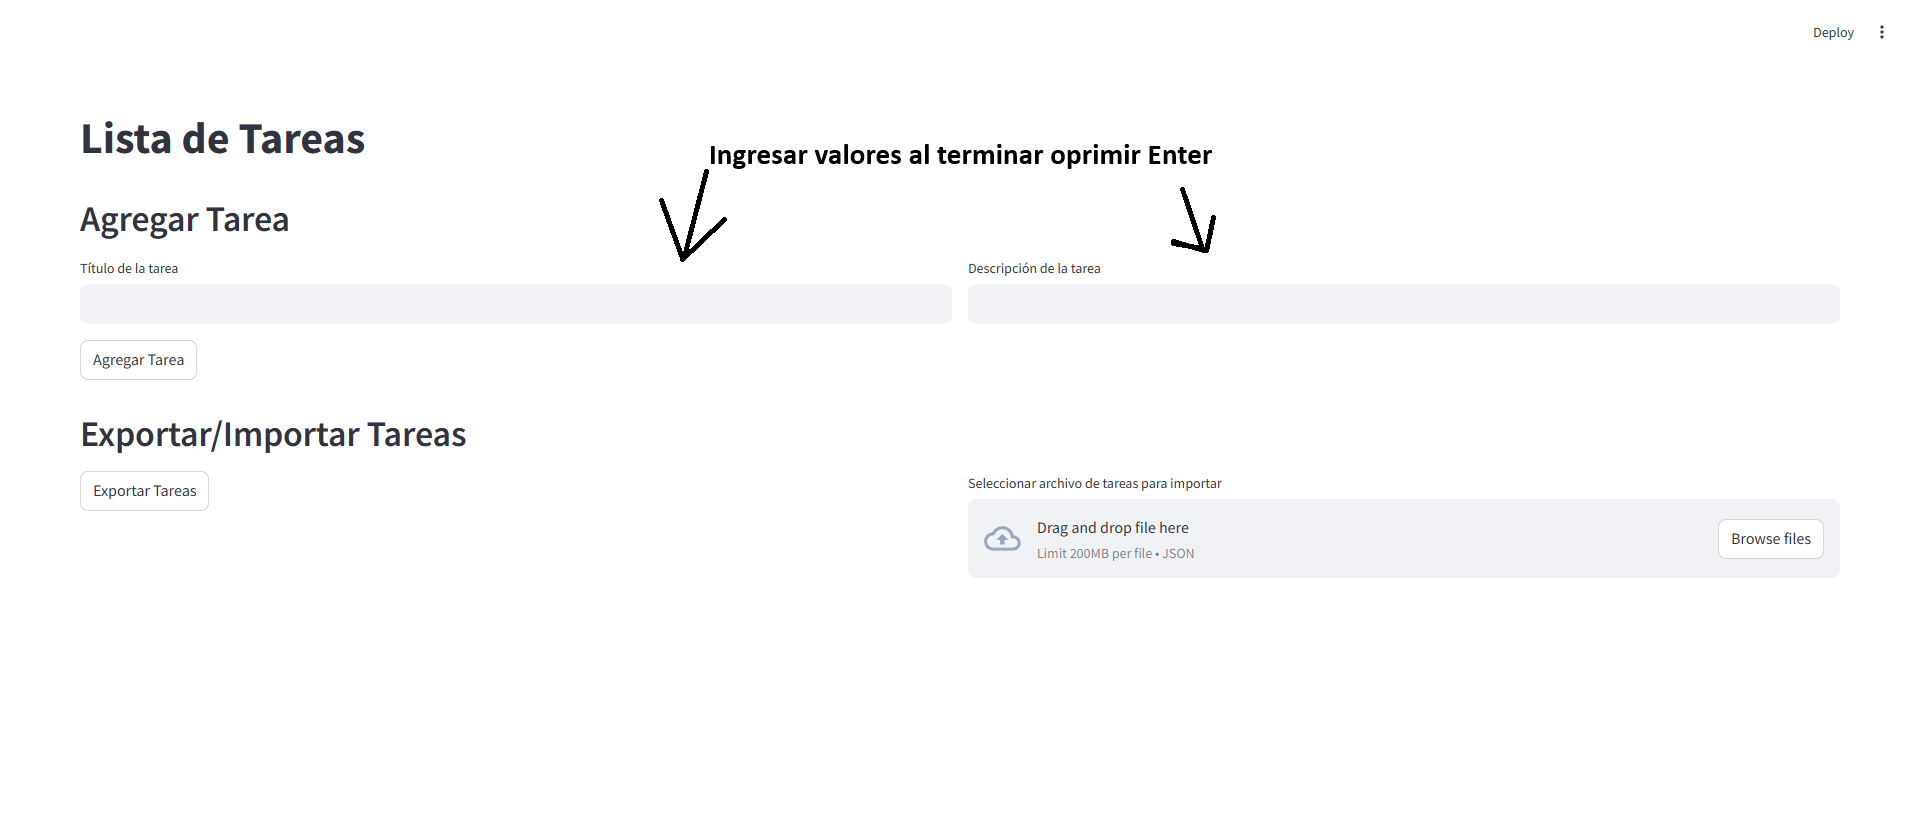 Deploy
Lista de Tareas
Ingresar valores al terminar oprimir Enter
Agregar Tarea
Título de la tarea
Descripción de la tarea
Agregar Tarea
Exportar/Importar Tareas
Exportar Tareas
Seleccionar archivo de tareas para importar
Drag and drop file here
Limit 200MB per file • JSON
Browse files